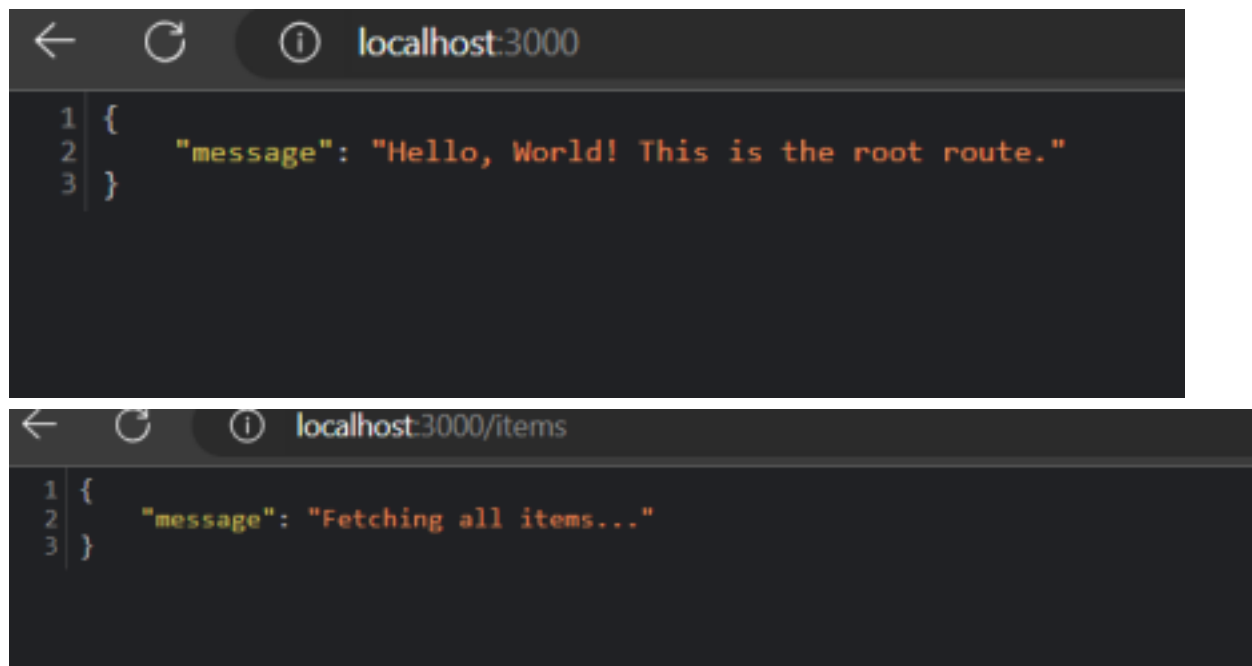 localhost:3000
1 {
2 "message": "Hello, World! This is the root route."
3 }
localhost:3000/items
1 {
2 "message": "Fetching all items..."
3 }